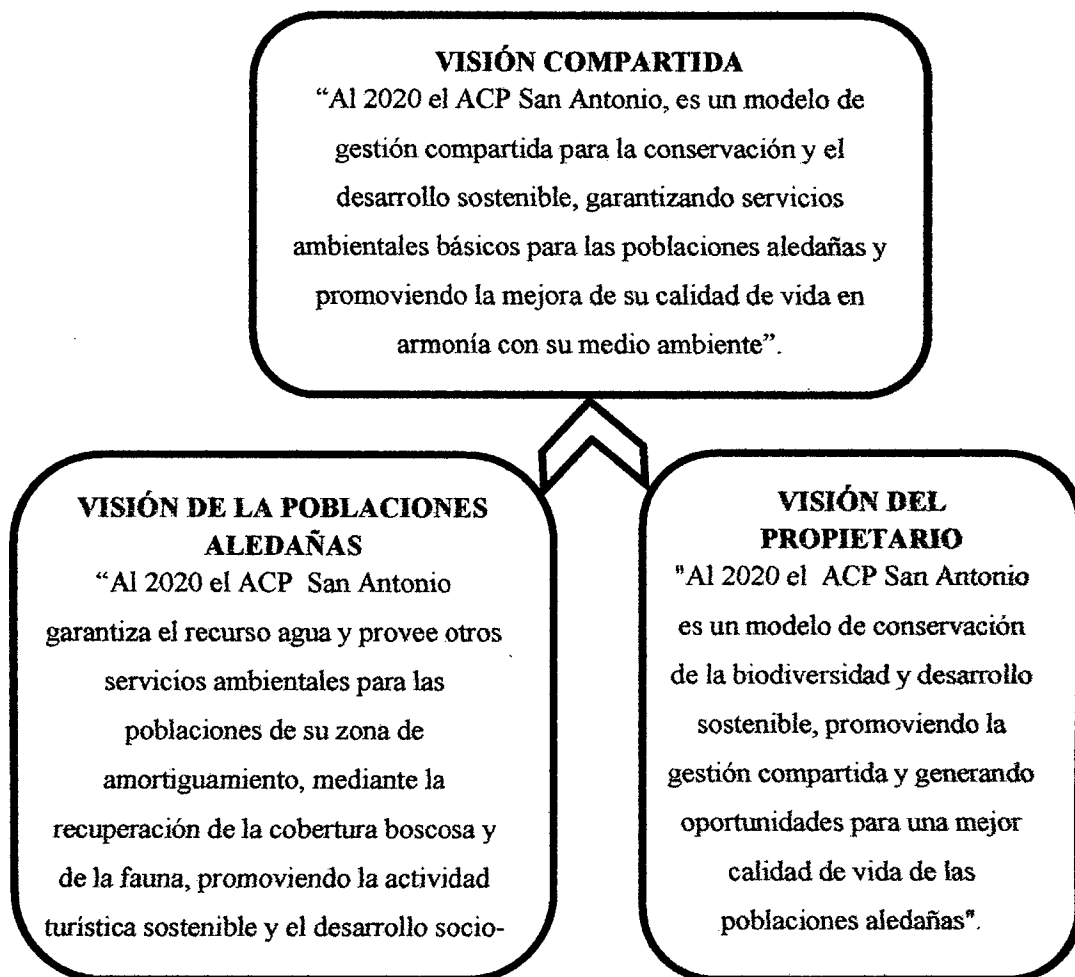 VISIÓN COMPARTIDA
“Al 2020 el ACP San Antonio, es un modelo de
gestión compartida para la conservación y el
desarrollo sostenible, garantizando servicios
ambientales básicos para las poblaciones aledañas y
promoviendo la mejora de su calidad de vida en
armonía con su medio ambiente”.
VISIÓN DE LA POBLACIONES
ALEDAÑAS
“Al 2020 el ACP San Antonio
garantiza el recurso agua y provee otros
servicios ambientales para las
poblaciones de su zona de
amortiguamiento, mediante la
recuperación de la cobertura boscosa y
de la fauna, promoviendo la actividad
turística sostenible y el desarrollo socio-
VISIÓN DEL
PROPIETARIO
"Al 2020 el ACP San Antonio
es un modelo de conservación
de la biodiversidad y desarrollo
sostenible, promoviendo la
gestión compartida y generando
oportunidades para una mejor
calidad de vida de las
poblaciones aledañas".